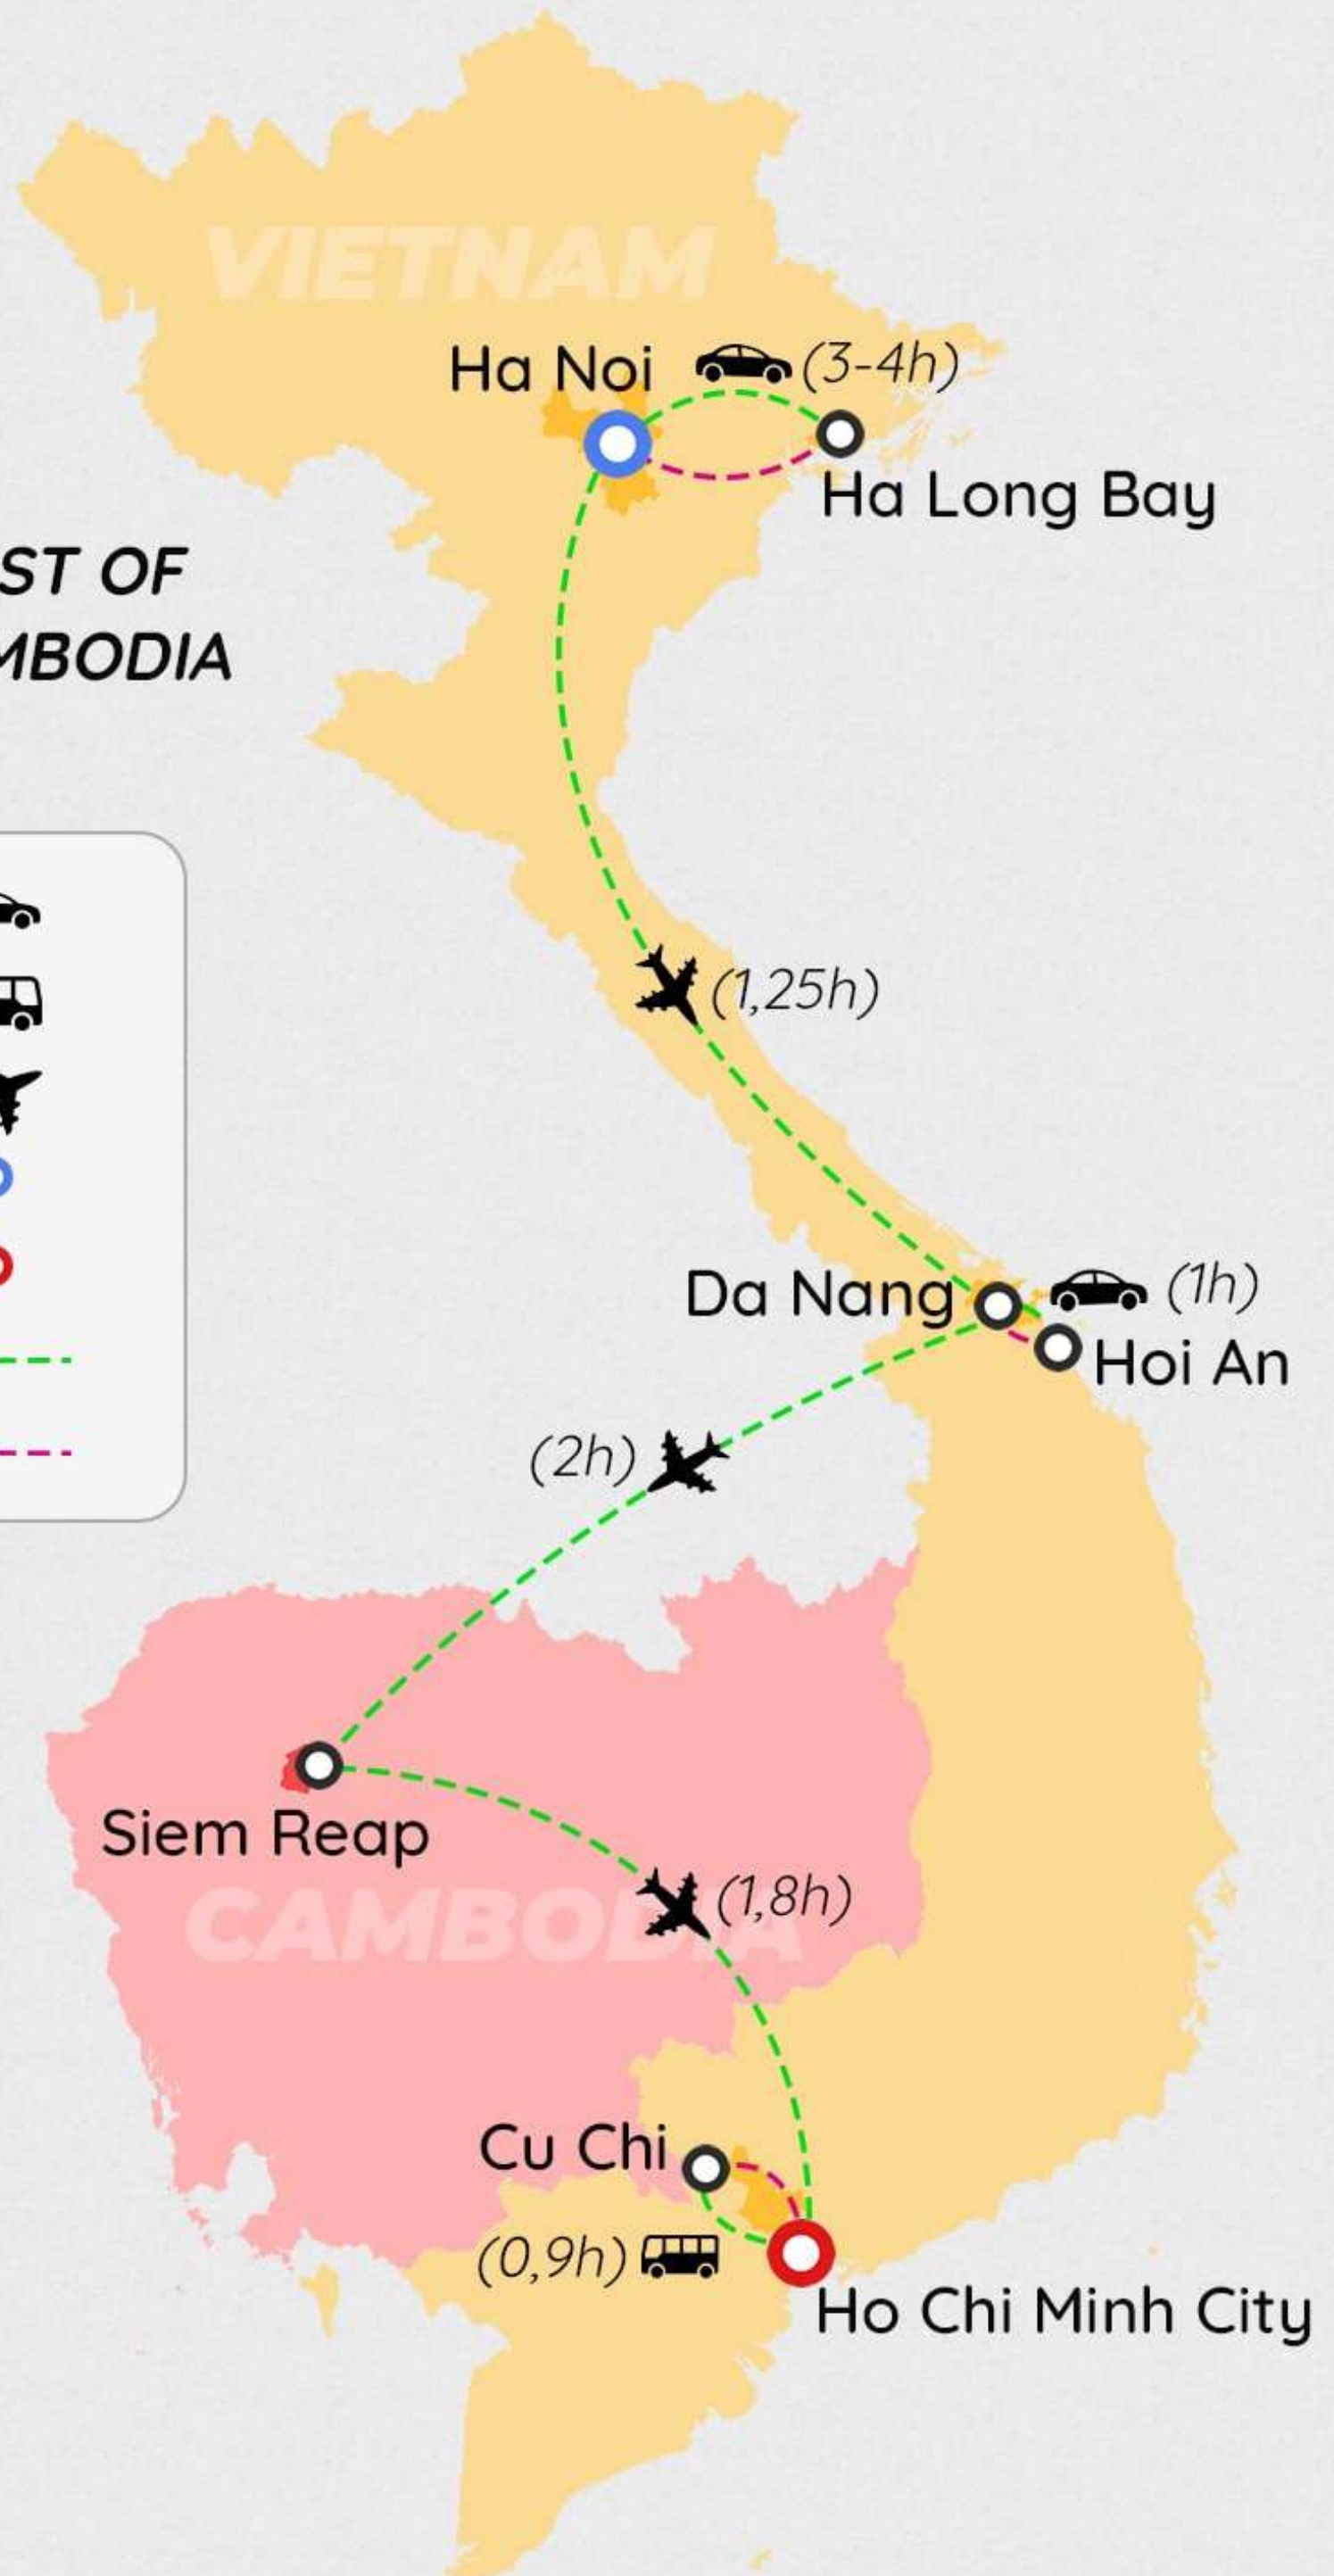 VIETNAM
Ha Noi
(3-4h)
Ha Long Bay
ST OF
MBODIA
(1,25h)
Da Nang
(1h)
Hoi An
(2h)
Siem Reap
CAMBODIA
(1,8h)
Cu Chi
(0,9h)
Ho Chi Minh City